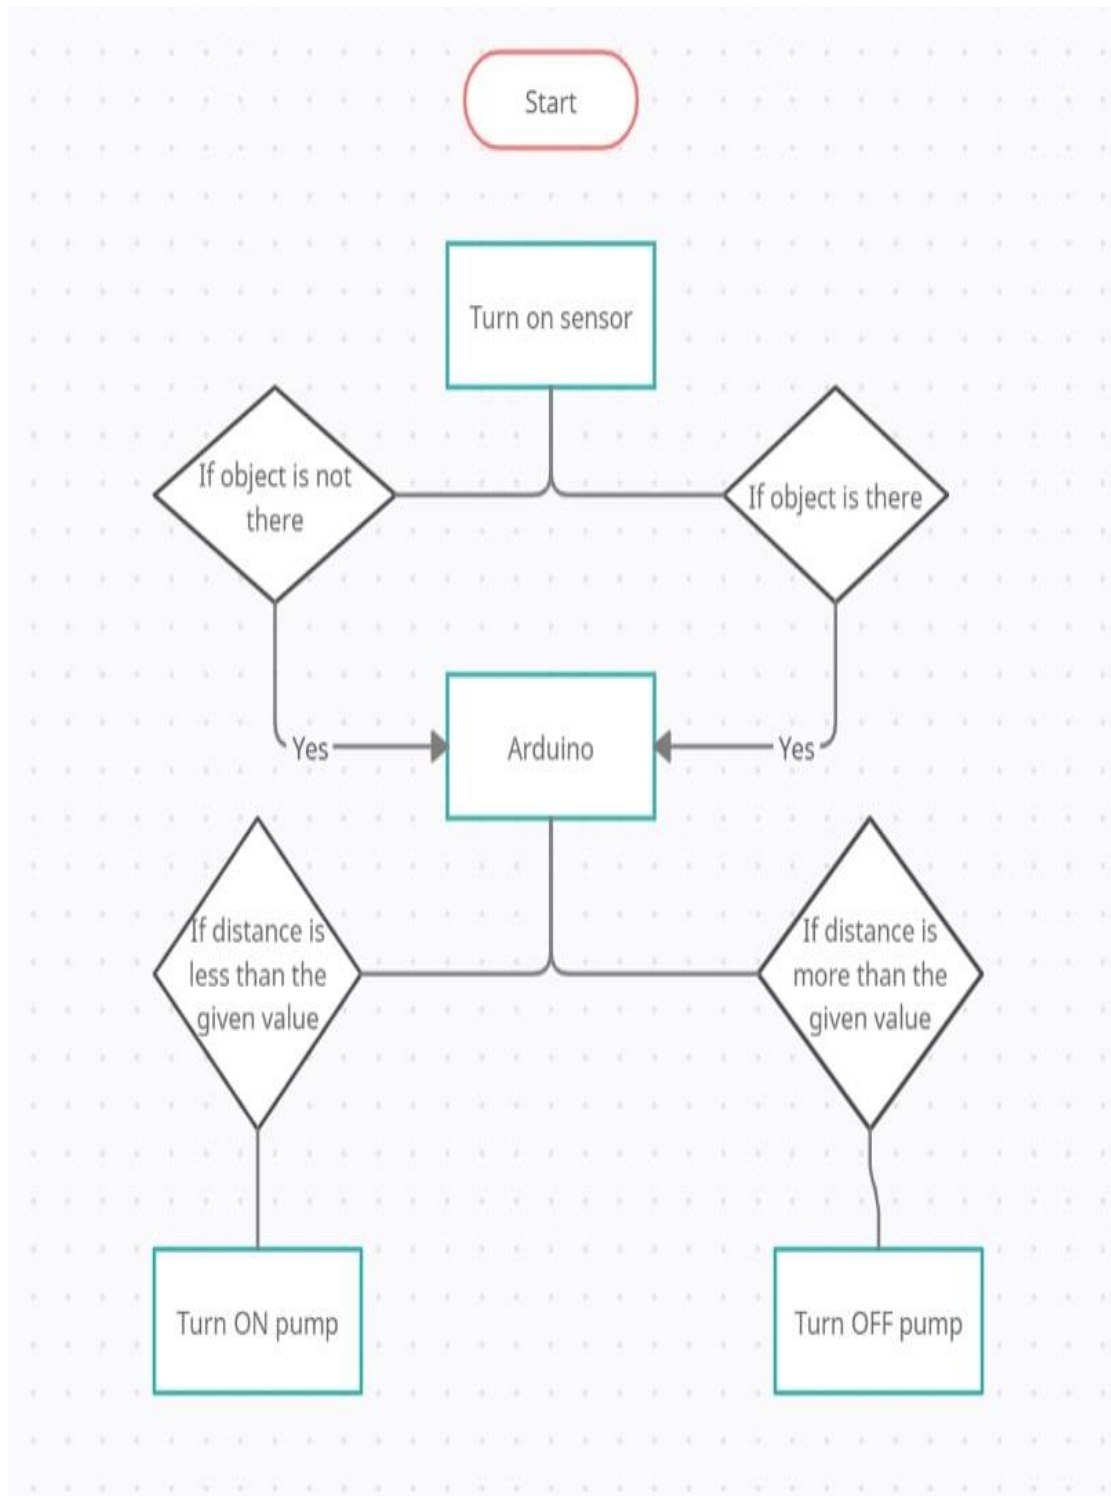 Start
Turn on sensor
If object is not
there
If object is there
Yes
Arduino
Yes
If distance is
less than the
given value
If distance is
more than the
given value
Turn ON pump
Turn OFF pump